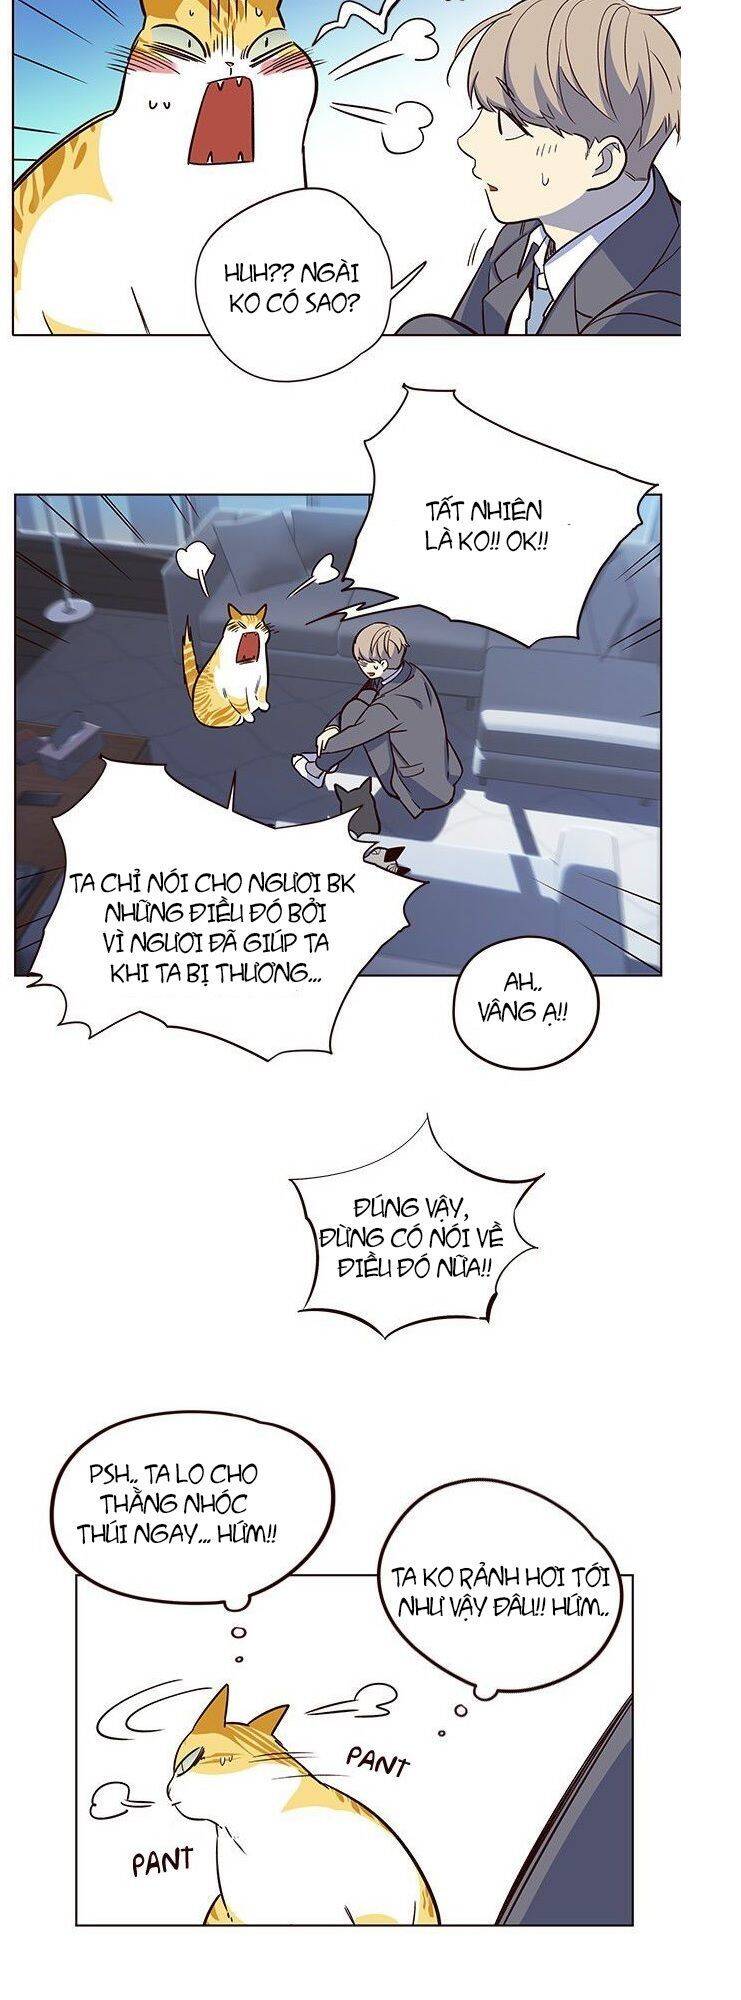 HUH?? NGÀI
KO CÓ SAO?
TẤT NHIÊN
LÀ KO!! OK!!
TA CHỈ NÓI CHO NGƯƠI BK
NHỮNG ĐIỀU ĐÓ BỞI
VÌ NGƯƠI ĐÃ GIÚP TA
KHI TA BỊ THƯƠNG...
AH..
VÂNG Ạ!!
ĐÚNG VẬY,
ĐỪNG CÓ NÓI VỀ
ĐIỀU ĐÓ NỮA!!
PSH.. TA LO CHO
THẰNG NHÓC
THÚI NGAY... HỨM!!
TA KO RẢNH HƠI TỚI
NHƯ VẬY ĐÂU!! HỨM..
PANT
PANT